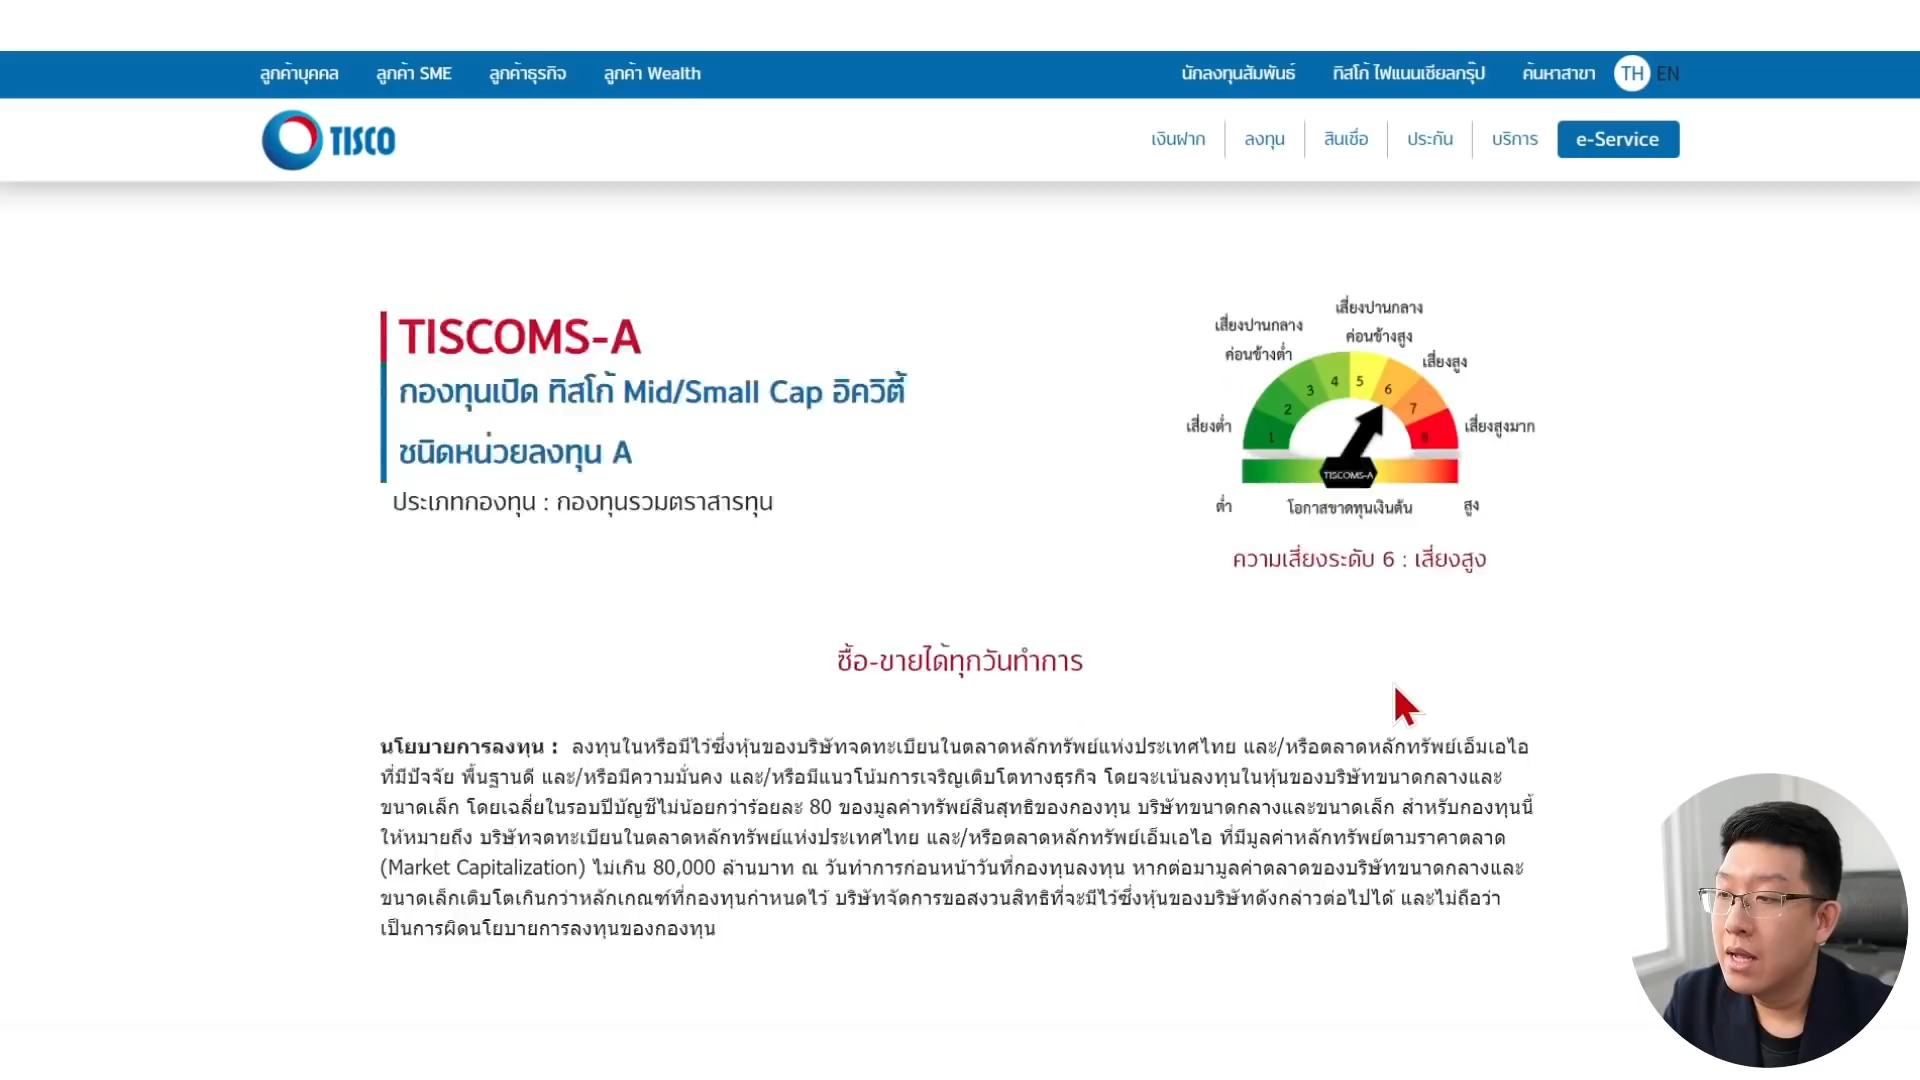 ลูกค้าบุคคล ลูกค้า SME ลูกค้าธุรกิจ ลูกค้า Wealth นักลงทุนสัมพันธ์ ทิสโก้ ไฟแนนเชียลกรุ๊ป ค้นหาสาขา TH EN
TISCO เงินฝาก ลงทุน สินเชื่อ ประกัน บริการ e-Service
TISCOMS-A
กองทุนเปิด ทิสโก้ Mid/Small Cap อิควิตี้
ชนิดหน่วยลงทุน A
ประเภทกองทุน : กองทุนรวมตราสารทุน
เสี่ยงปานกลาง
ค่อนข้างสูง
เสี่ยงปานกลาง
ค่อนข้างต่ำ
เสี่ยงสูง
เสี่ยงต่ำ
เสี่ยงสูงมาก
1 2 3 4 5 6 7 8
TISCOMS-A
ต่ำ โอกาสขาดทุนเงินต้น สูง
ความเสี่ยงระดับ 6 : เสี่ยงสูง
ซื้อ-ขายได้ทุกวันทำการ
นโยบายการลงทุน : ลงทุนในหรือมีไว้ซึ่งหุ้นของบริษัทจดทะเบียนในตลาดหลักทรัพย์แห่งประเทศไทย และ/หรือตลาดหลักทรัพย์เอ็มเอไอ
ที่มีปัจจัย พื้นฐานดี และ/หรือมีความมั่นคง และ/หรือมีแนวโน้มการเจริญเติบโตทางธุรกิจ โดยจะเน้นลงทุนในหุ้นของบริษัทขนาดกลางและ
ขนาดเล็ก โดยเฉลี่ยในรอบปีบัญชีไม่น้อยกว่าร้อยละ 80 ของมูลค่าทรัพย์สินสุทธิของกองทุน บริษัทขนาดกลางและขนาดเล็ก สำหรับกองทุนนี้
ให้หมายถึง บริษัทจดทะเบียนในตลาดหลักทรัพย์แห่งประเทศไทย และ/หรือตลาดหลักทรัพย์เอ็มเอไอ ที่มีมูลค่าหลักทรัพย์ตามราคาตลาด
(Market Capitalization) ไม่เกิน 80,000 ล้านบาท ณ วันทำการก่อนหน้าวันที่กองทุนลงทุน หากต่อมามูลค่าตลาดของบริษัทขนาดกลางและ
ขนาดเล็กเติบโตเกินกว่าหลักเกณฑ์ที่กองทุนกำหนดไว้ บริษัทจัดการขอสงวนสิทธิที่จะมีไว้ซึ่งหุ้นของบริษัทดังกล่าวต่อไปได้ และไม่ถือว่า
เป็นการผิดนโยบายการลงทุนของกองทุน